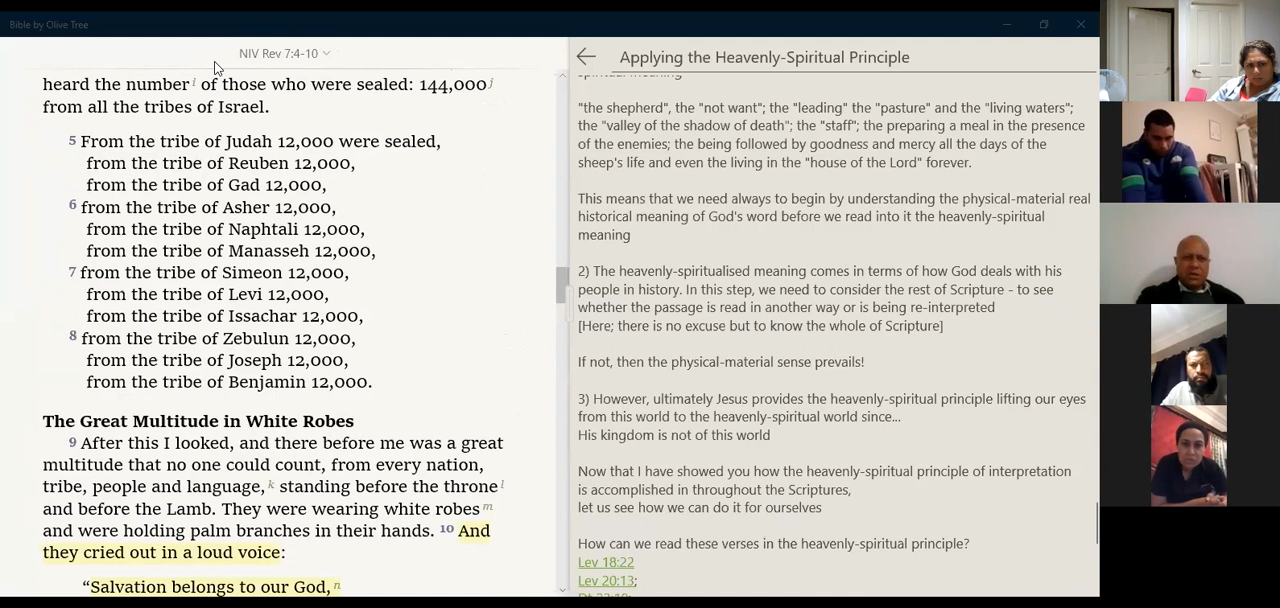 Bible by Olive Tree
NIV Rev 7:4-10
heard the number i of those who were sealed: 144,000 j
from all the tribes of Israel.
5 From the tribe of Judah 12,000 were sealed,
from the tribe of Reuben 12,000,
from the tribe of Gad 12,000,
6 from the tribe of Asher 12,000,
from the tribe of Naphtali 12,000,
from the tribe of Manasseh 12,000,
7 from the tribe of Simeon 12,000,
from the tribe of Levi 12,000,
from the tribe of Issachar 12,000,
8 from the tribe of Zebulun 12,000,
from the tribe of Joseph 12,000,
from the tribe of Benjamin 12,000.
The Great Multitude in White Robes
9 After this I looked, and there before me was a great
multitude that no one could count, from every nation,
tribe, people and language, k standing before the throne l
and before the Lamb. They were wearing white robes m
and were holding palm branches in their hands. 10 And
they cried out in a loud voice:
“Salvation belongs to our God, n
Applying the Heavenly-Spiritual Principle
spiritual meaning
"the shepherd", the "not want"; the "leading" the "pasture" and the "living waters";
the "valley of the shadow of death"; the "staff"; the preparing a meal in the presence
of the enemies; the being followed by goodness and mercy all the days of the
sheep's life and even the living in the "house of the Lord" forever.
This means that we need always to begin by understanding the physical-material real
historical meaning of God's word before we read into it the heavenly-spiritual
meaning
2) The heavenly-spiritualised meaning comes in terms of how God deals with his
people in history. In this step, we need to consider the rest of Scripture - to see
whether the passage is read in another way or is being re-interpreted
[Here; there is no excuse but to know the whole of Scripture]
If not, then the physical-material sense prevails!
3) However, ultimately Jesus provides the heavenly-spiritual principle lifting our eyes
from this world to the heavenly-spiritual world since...
His kingdom is not of this world
Now that I have showed you how the heavenly-spiritual principle of interpretation
is accomplished in throughout the Scriptures,
let us see how we can do it for ourselves
How can we read these verses in the heavenly-spiritual principle?
Lev 18:22
Lev 20:13;